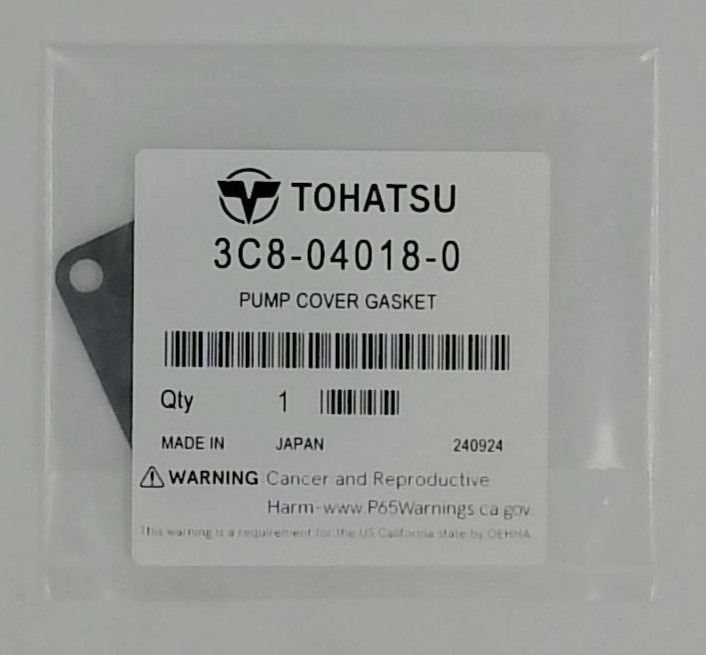 TOHATSU
3C8-04018-0
PUMP COVER GASKET
Qty 1
MADE IN JAPAN 240924
WARNING Cancer and Reproductive
Harm-www.P65Warnings.ca.gov
This warning is a requirement for the US California state by OEHHA